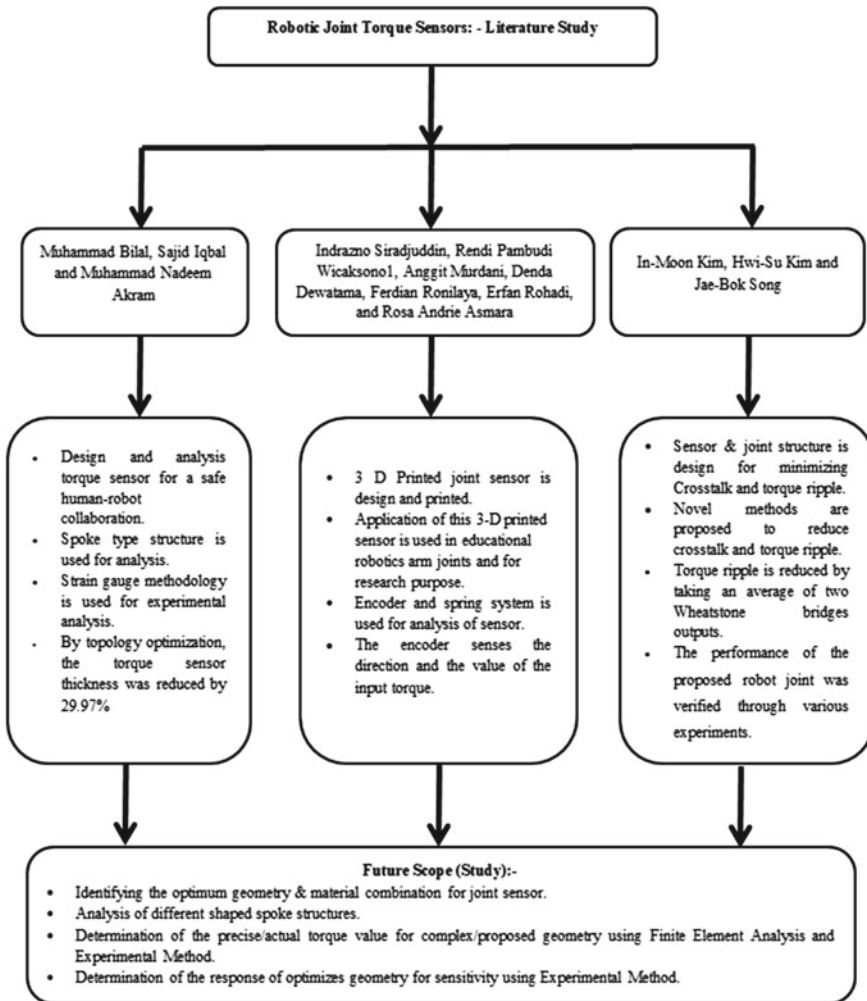 Robotic Joint Torque Sensors: - Literature Study
Muhammad Bilal, Sajid Iqbal
and Muhammad Nadeem
Akram
Indrazno Siradjuddin, Rendi Pambudi
Wicaksono1, Anggit Murdani, Denda
Dewatama, Ferdian Ronilaya, Erfan Rohadi,
and Rosa Andrie Asmara
In-Moon Kim, Hwi-Su Kim and
Jae-Bok Song
• Design and analysis
torque sensor for a safe
human-robot
collaboration.
• Spoke type structure is
used for analysis.
• Strain gauge methodology
is used for experimental
analysis.
• By topology optimization,
the torque sensor
thickness was reduced by
29.97%
• 3 D Printed joint sensor is
design and printed.
• Application of this 3-D printed
sensor is used in educational
robotics arm joints and for
research purpose.
• Encoder and spring system is
used for analysis of sensor.
• The encoder senses the
direction and the value of the
input torque.
• Sensor & joint structure is
design for minimizing
Crosstalk and torque ripple.
• Novel methods are
proposed to reduce
crosstalk and torque ripple.
• Torque ripple is reduced by
taking an average of two
Wheatstone bridges
outputs.
• The performance of the
proposed robot joint was
verified through various
experiments.
Future Scope (Study):-
• Identifying the optimum geometry & material combination for joint sensor.
• Analysis of different shaped spoke structures.
• Determination of the precise/actual torque value for complex/proposed geometry using Finite Element Analysis and
Experimental Method.
• Determination of the response of optimizes geometry for sensitivity using Experimental Method.